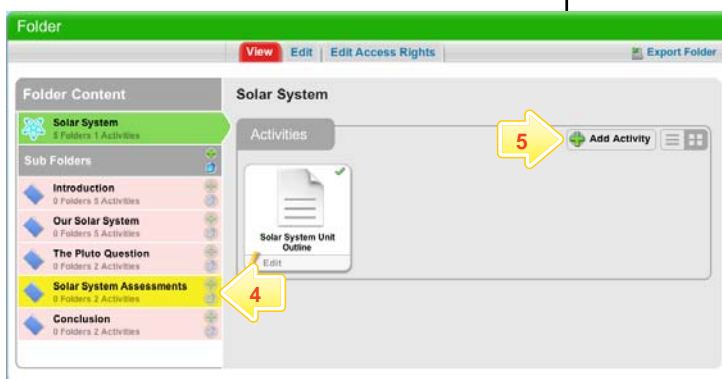 Folder
View Edit Edit Access Rights Export Folder
Folder Content
Solar System
5 Folders 1 Activities
Sub Folders
Introduction
0 Folders 5 Activities
Our Solar System
0 Folders 5 Activities
The Pluto Question
0 Folders 2 Activities
Solar System Assessments
0 Folders 2 Activities
Conclusion
0 Folders 2 Activities
4
Solar System
Activities
5
Add Activity
Solar System Unit
Outline
Edit